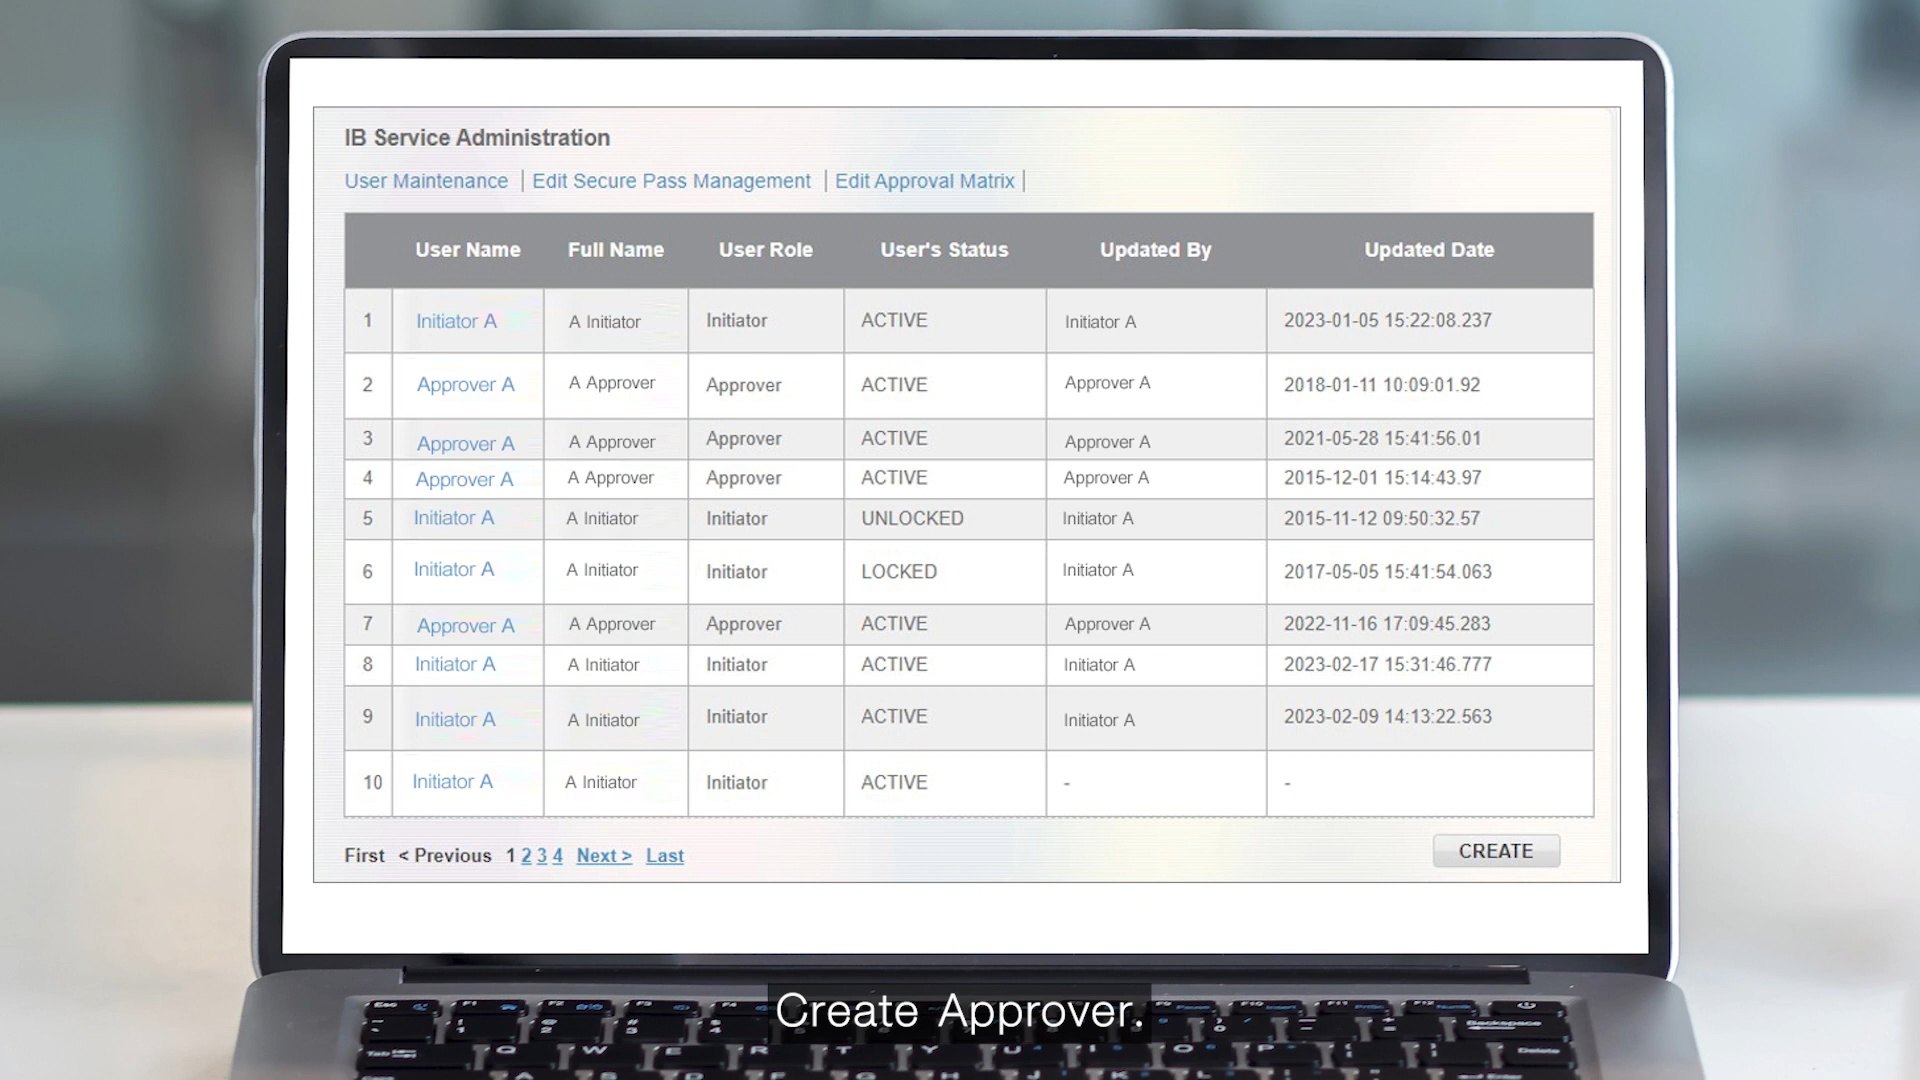 IB Service Administration
User Maintenance | Edit Secure Pass Management | Edit Approval Matrix |
User Name Full Name User Role User's Status Updated By Updated Date
1 Initiator A A Initiator Initiator ACTIVE Initiator A 2023-01-05 15:22:08.237
2 Approver A A Approver Approver ACTIVE Approver A 2018-01-11 10:09:01.92
3 Approver A A Approver Approver ACTIVE Approver A 2021-05-28 15:41:56.01
4 Approver A A Approver Approver ACTIVE Approver A 2015-12-01 15:14:43.97
5 Initiator A A Initiator Initiator UNLOCKED Initiator A 2015-11-12 09:50:32.57
6 Initiator A A Initiator Initiator LOCKED Initiator A 2017-05-05 15:41:54.063
7 Approver A A Approver Approver ACTIVE Approver A 2022-11-16 17:09:45.283
8 Initiator A A Initiator Initiator ACTIVE Initiator A 2023-02-17 15:31:46.777
9 Initiator A A Initiator Initiator ACTIVE Initiator A 2023-02-09 14:13:22.563
10 Initiator A A Initiator Initiator ACTIVE - -
First < Previous 1 2 3 4 Next > Last CREATE
Create Approver.